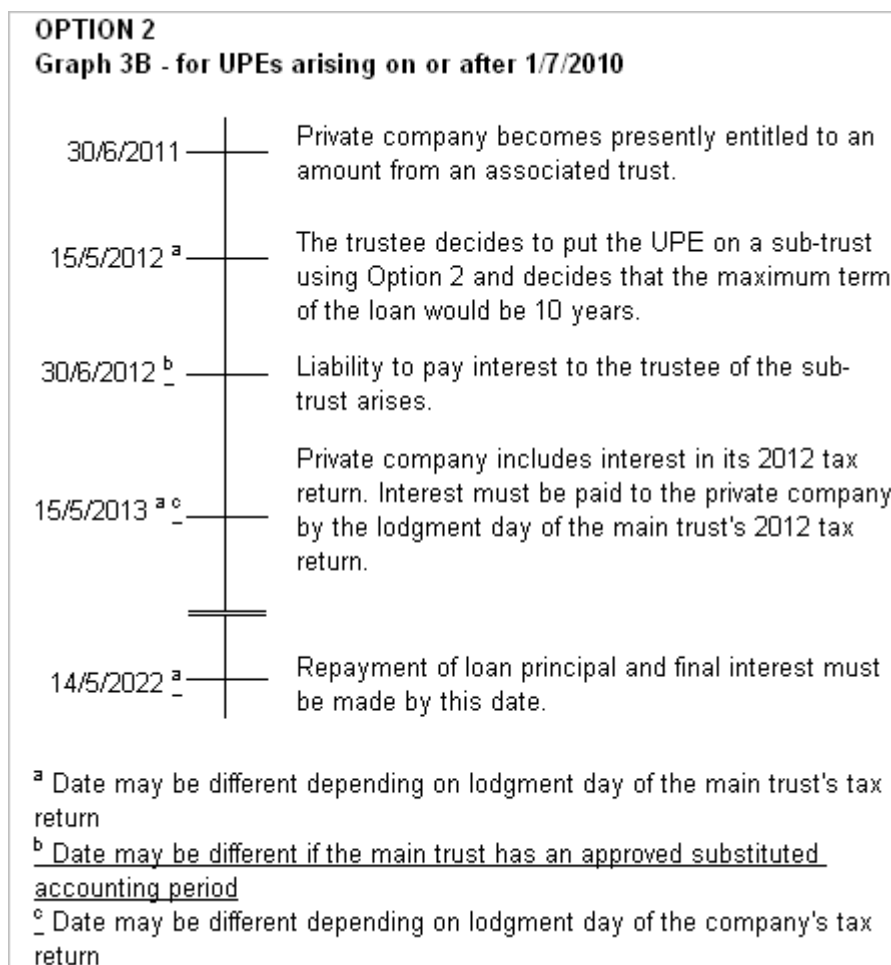 OPTION 2
Graph 3B - for UPEs arising on or after 1/7/2010
30/6/2011
Private company becomes presently entitled to an
amount from an associated trust.
15/5/2012 a
The trustee decides to put the UPE on a sub-trust
using Option 2 and decides that the maximum term
of the loan would be 10 years.
30/6/2012 b
Liability to pay interest to the trustee of the sub-
trust arises.
15/5/2013 a c
Private company includes interest in its 2012 tax
return. Interest must be paid to the private company
by the lodgment day of the main trust's 2012 tax
return.
14/5/2022 a
Repayment of loan principal and final interest must
be made by this date.
a Date may be different depending on lodgment day of the main trust's tax
return
b Date may be different if the main trust has an approved substituted
accounting period
c Date may be different depending on lodgment day of the company's tax
return